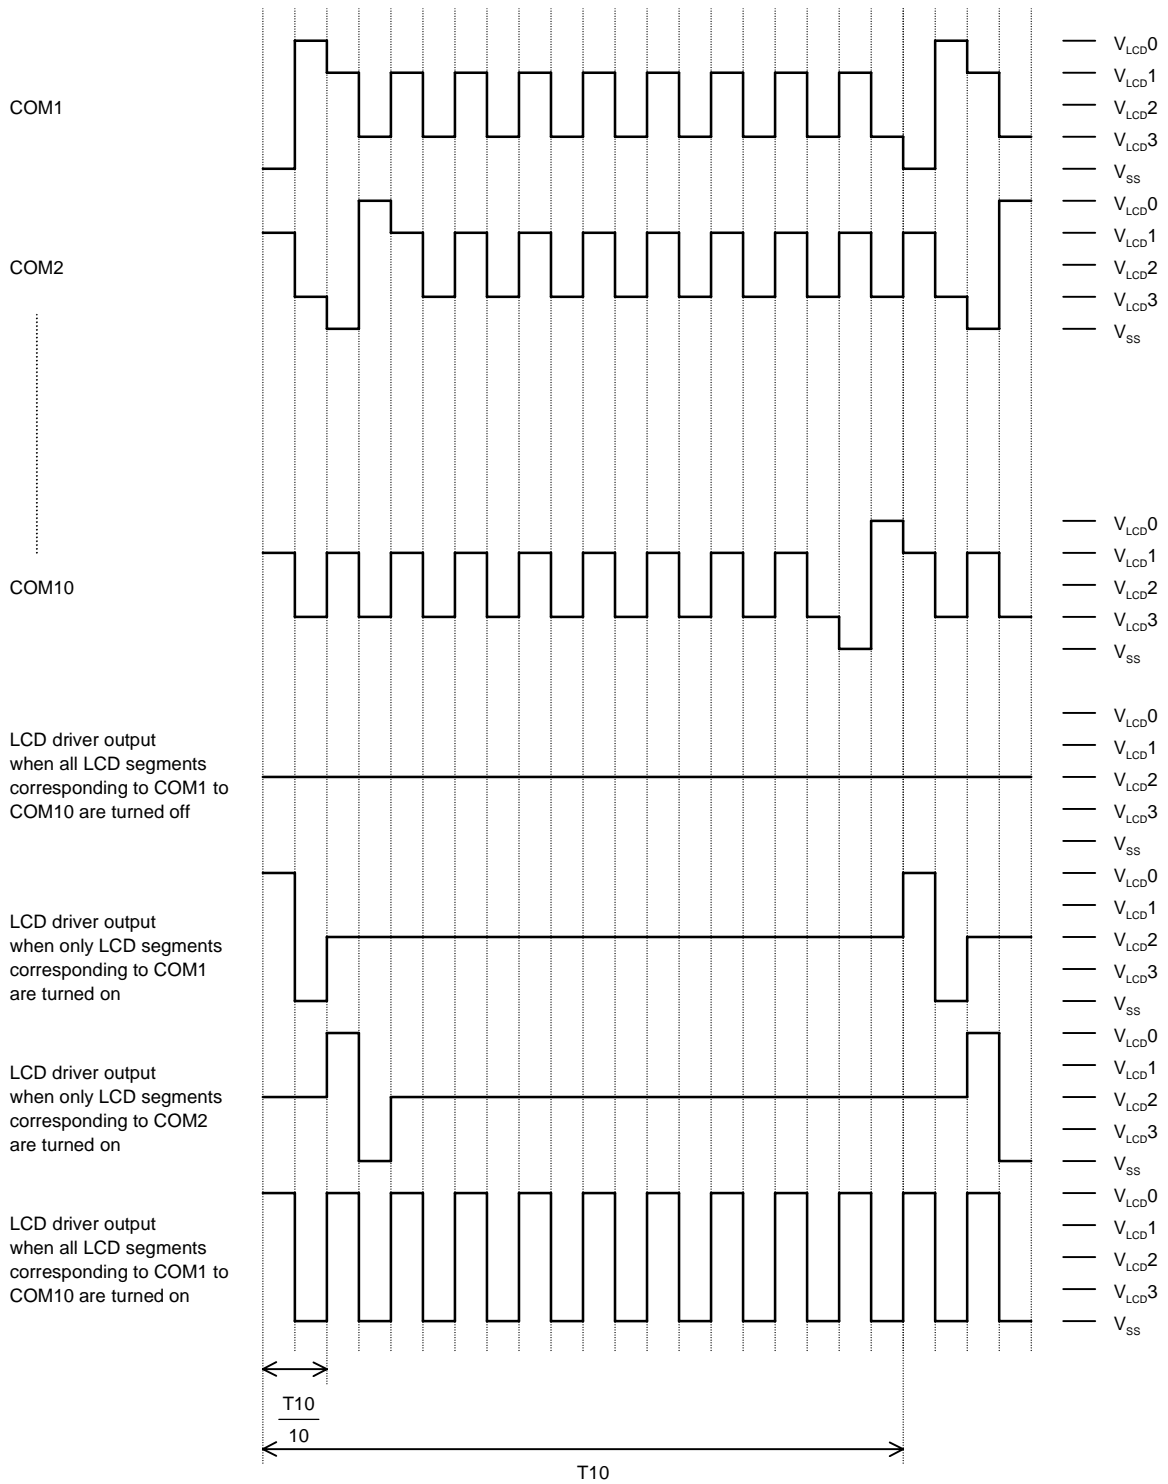 V_LCD0
V_LCD1
COM1
V_LCD2
V_LCD3
V_SS
V_LCD0
V_LCD1
COM2
V_LCD2
V_LCD3
V_SS
V_LCD0
V_LCD1
COM10
V_LCD2
V_LCD3
V_SS
LCD driver output
when all LCD segments
corresponding to COM1 to
COM10 are turned off
V_LCD0
V_LCD1
V_LCD2
V_LCD3
V_SS
LCD driver output
when only LCD segments
corresponding to COM1
are turned on
V_LCD0
V_LCD1
V_LCD2
V_LCD3
V_SS
LCD driver output
when only LCD segments
corresponding to COM2
are turned on
V_LCD0
V_LCD1
V_LCD2
V_LCD3
V_SS
LCD driver output
when all LCD segments
corresponding to COM1 to
COM10 are turned on
V_LCD0
V_LCD1
V_LCD2
V_LCD3
V_SS
T10
10
T10